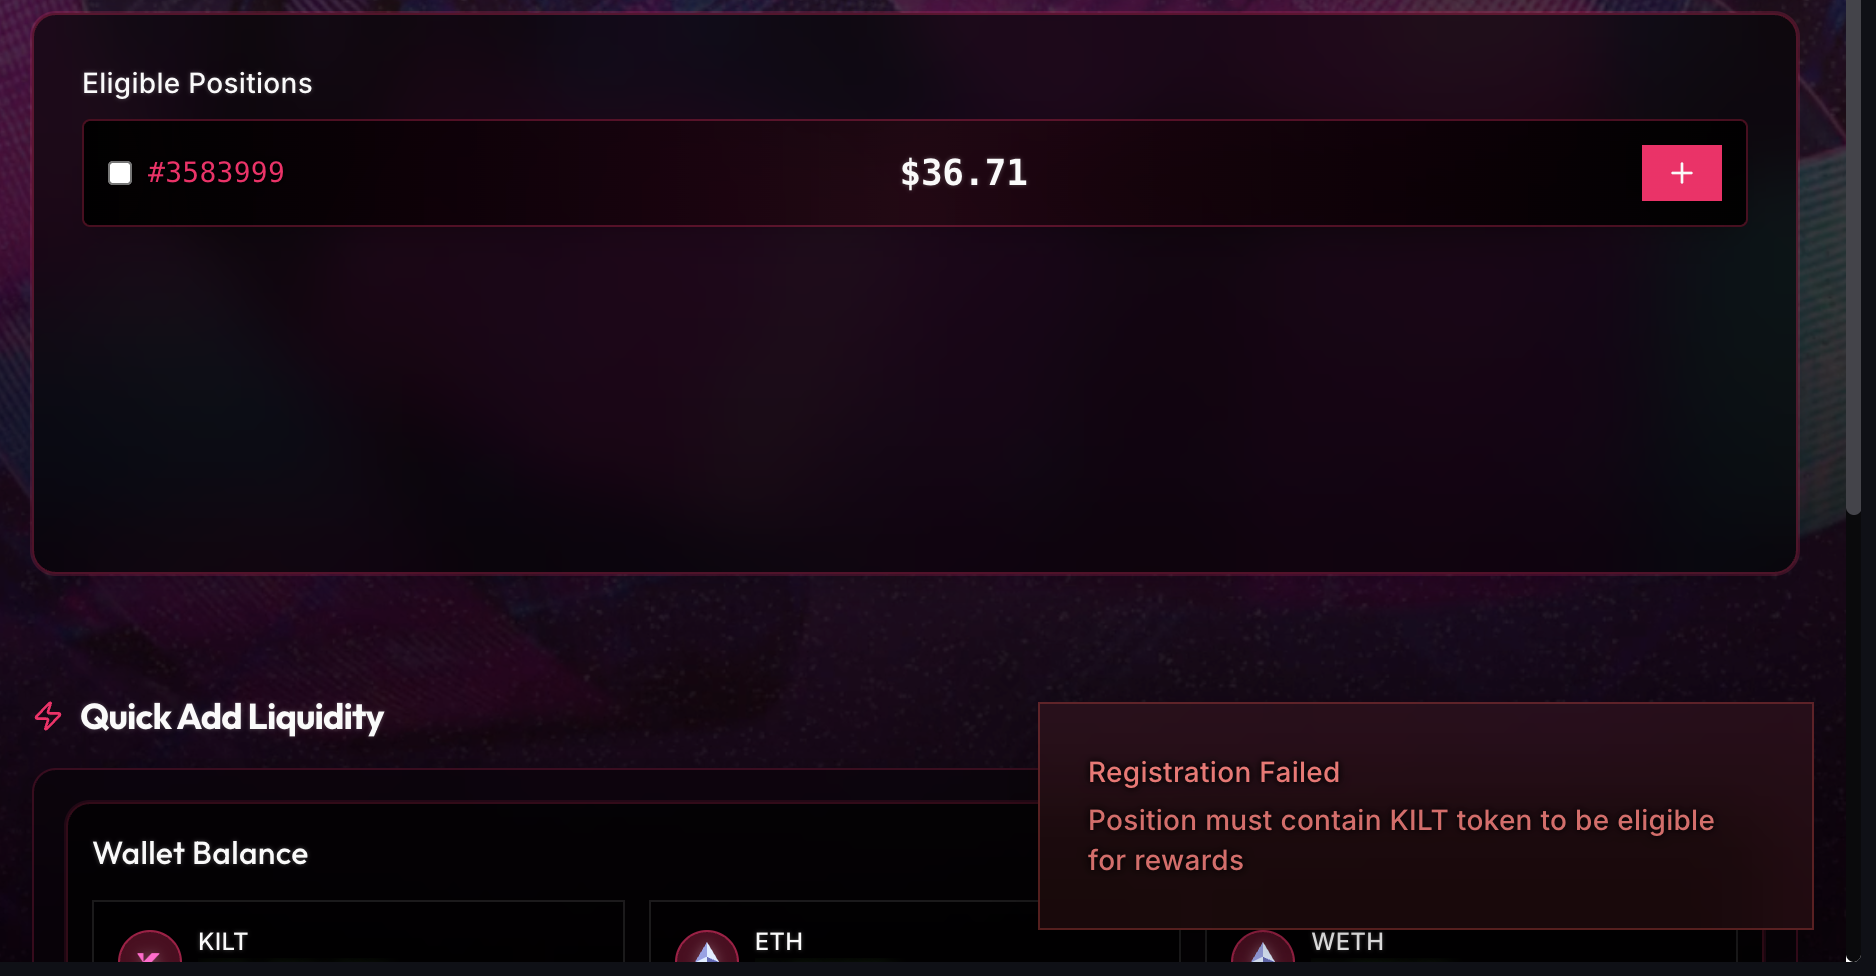 Eligible Positions
#3583999
$36.71
+
Quick Add Liquidity
Registration Failed
Position must contain KILT token to be eligible
for rewards
Wallet Balance
KILT
ETH
WETH